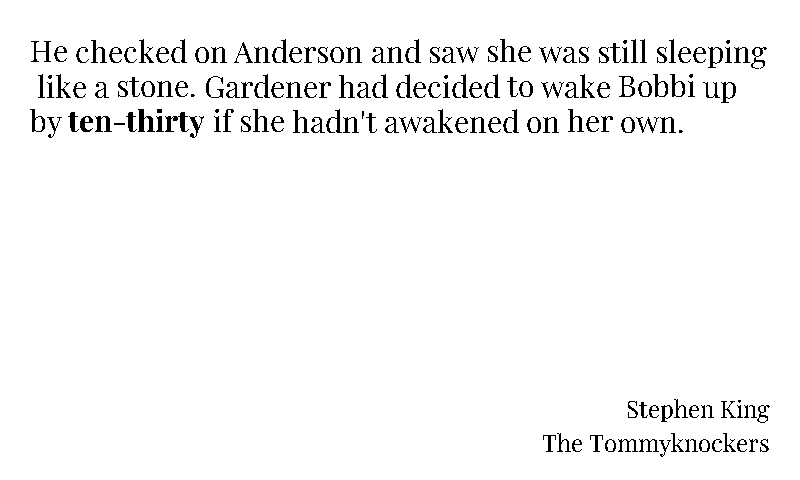 He checked on Anderson and saw she was still sleeping
like a stone. Gardener had decided to wake Bobbi up
by ten-thirty if she hadn't awakened on her own.
Stephen King
The Tommyknockers